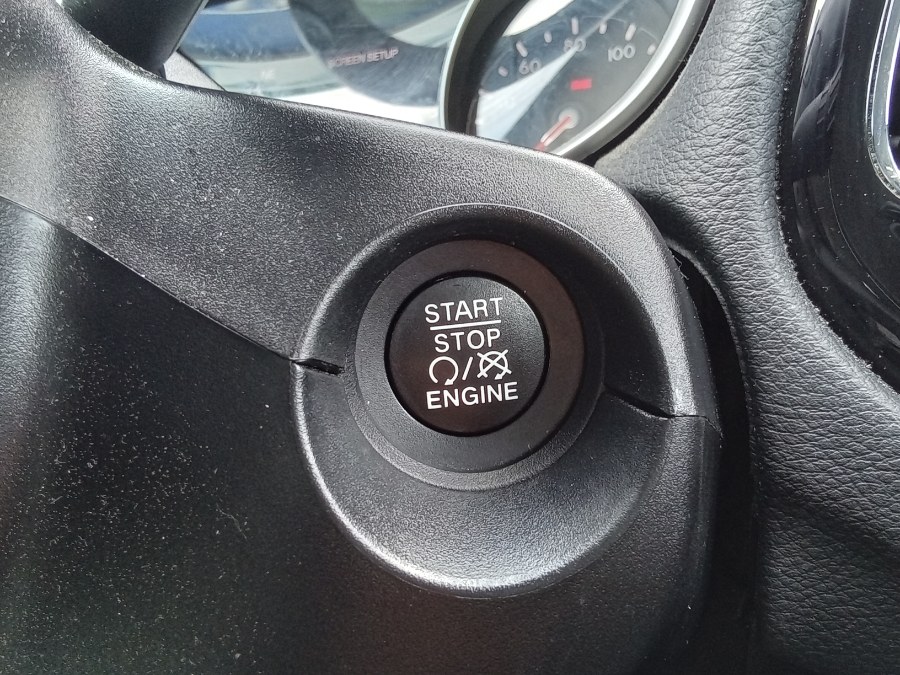 SCREEN SETUP
60
80
100
START
STOP
/
ENGINE